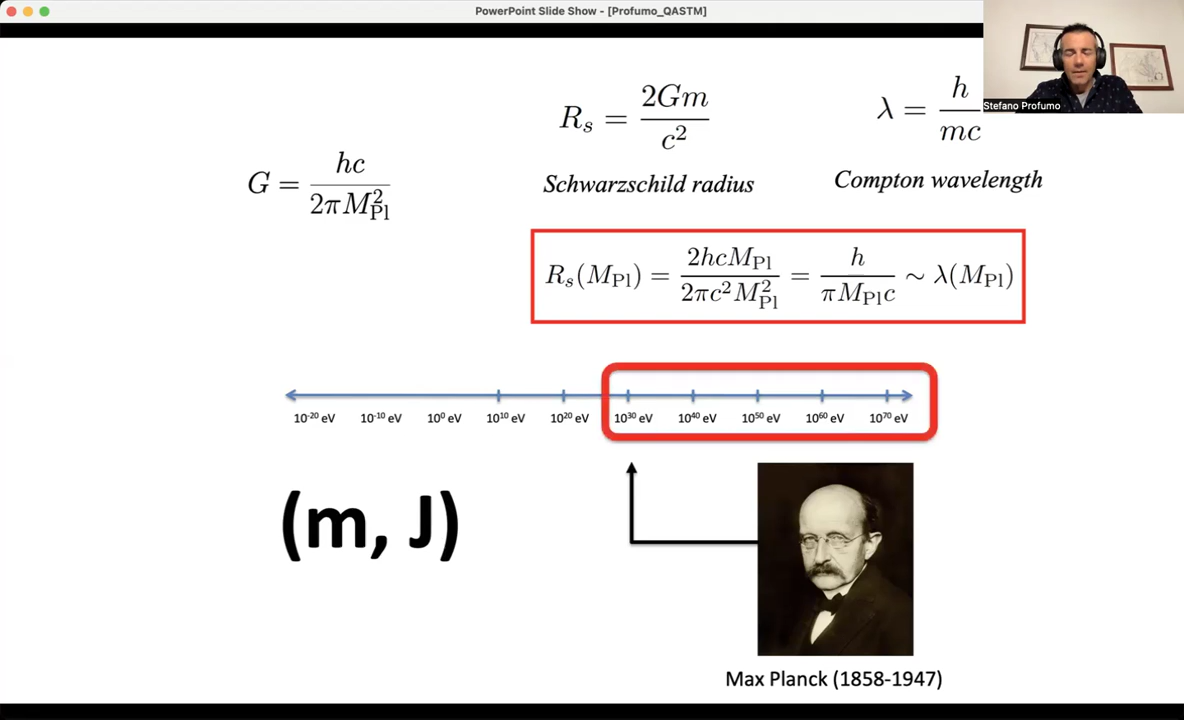 PowerPoint Slide Show - [Profumo_QASTM]
Stefano Profumo
G = hc / 2πM²_Pl
R_s = 2Gm / c²
λ = h / mc
Schwarzschild radius
Compton wavelength
R_s(M_Pl) = 2hcM_Pl / 2πc²M²_Pl = h / πM_Plc ∼ λ(M_Pl)
10⁻²⁰ eV 10⁻¹⁰ eV 10⁰ eV 10¹⁰ eV 10²⁰ eV 10³⁰ eV 10⁴⁰ eV 10⁵⁰ eV 10⁶⁰ eV 10⁷⁰ eV
(m, J)
Max Planck (1858-1947)